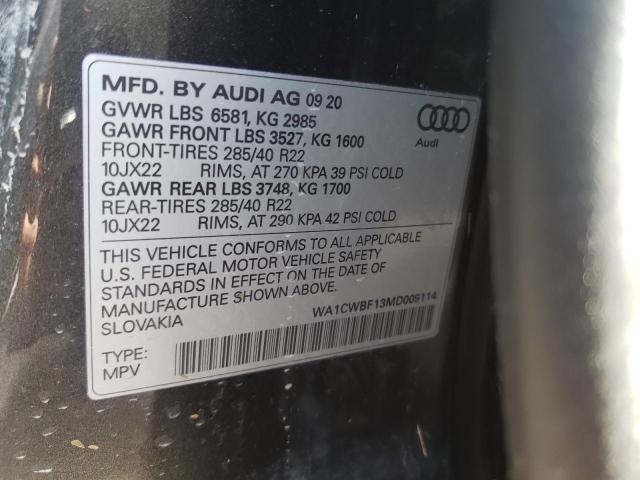 MFD. BY AUDI AG 09 20
GVWR LBS 6581, KG 2985
GAWR FRONT LBS 3527, KG 1600
FRONT-TIRES 285/40 R22
10JX22 RIMS, AT 270 KPA 39 PSI COLD
GAWR REAR LBS 3748, KG 1700
REAR-TIRES 285/40 R22
10JX22 RIMS, AT 290 KPA 42 PSI COLD
Audi
THIS VEHICLE CONFORMS TO ALL APPLICABLE
U.S. FEDERAL MOTOR VEHICLE SAFETY
STANDARDS IN EFFECT ON THE DATE OF
MANUFACTURE SHOWN ABOVE.
SLOVAKIA
WA1CWBF13MD009114
TYPE:
MPV